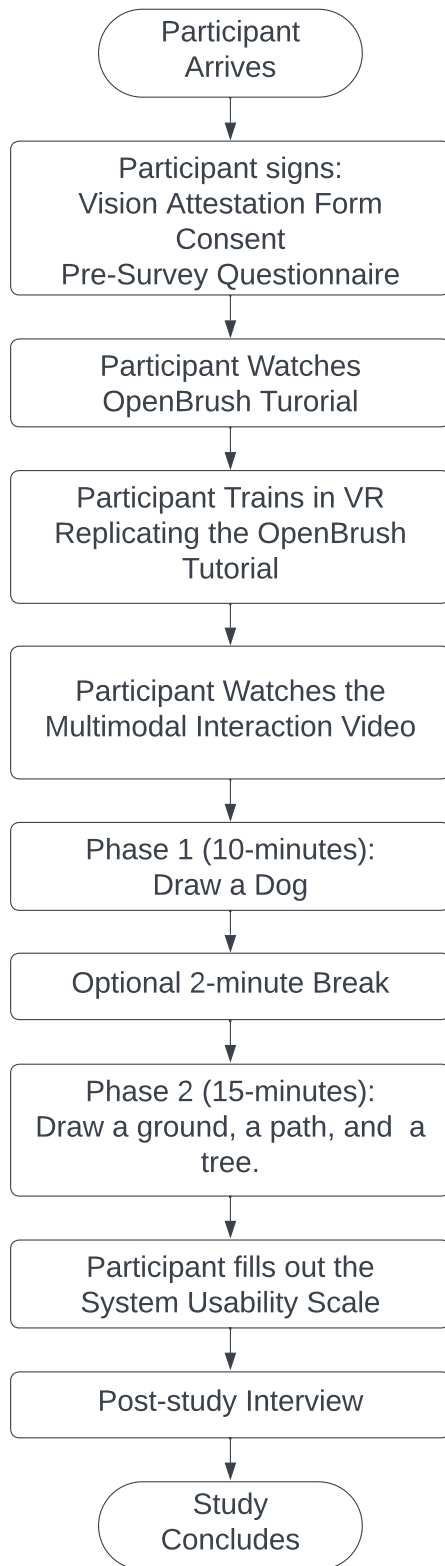 Participant
Arrives
Participant signs:
Vision Attestation Form
Consent
Pre-Survey Questionnaire
Participant Watches
OpenBrush Turorial
Participant Trains in VR
Replicating the OpenBrush
Tutorial
Participant Watches the
Multimodal Interaction Video
Phase 1 (10-minutes):
Draw a Dog
Optional 2-minute Break
Phase 2 (15-minutes):
Draw a ground, a path, and  a
tree.
Participant fills out the
System Usability Scale
Post-study Interview
Study
Concludes